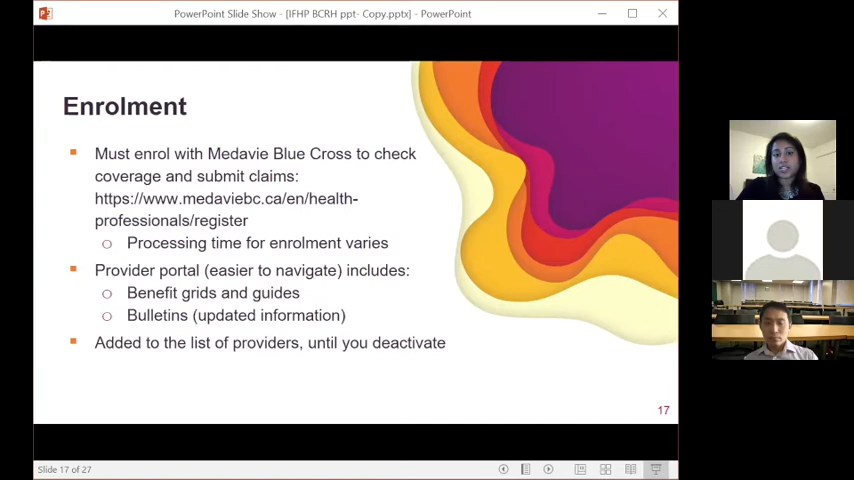 PowerPoint Slide Show - [IFHP BCRH ppt- Copy.pptx] - PowerPoint
Enrolment
Must enrol with Medavie Blue Cross to check
coverage and submit claims:
https://www.medaviebc.ca/en/health-
professionals/register
Processing time for enrolment varies
Provider portal (easier to navigate) includes:
Benefit grids and guides
Bulletins (updated information)
Added to the list of providers, until you deactivate
17
Slide 17 of 27